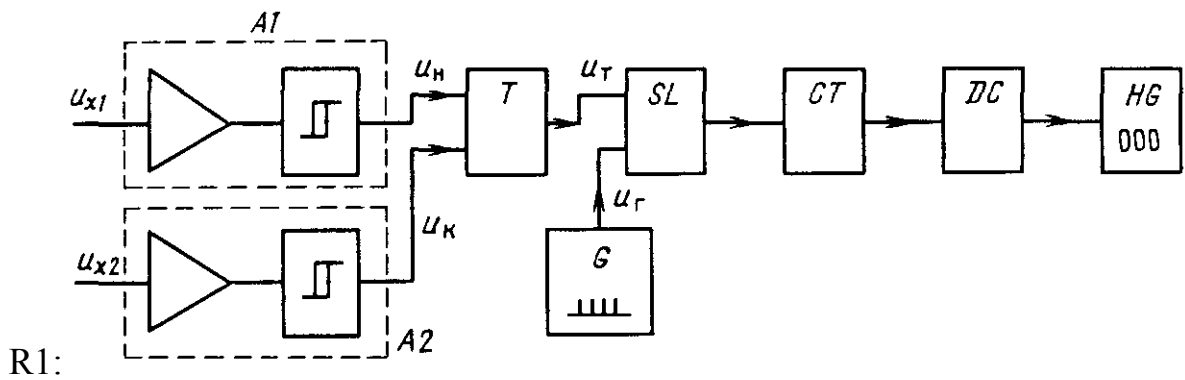 A1
u_x1
u_н
T
u_т
SL
CT
DC
HG
000
u_x2
u_к
u_г
G
A2
R1: